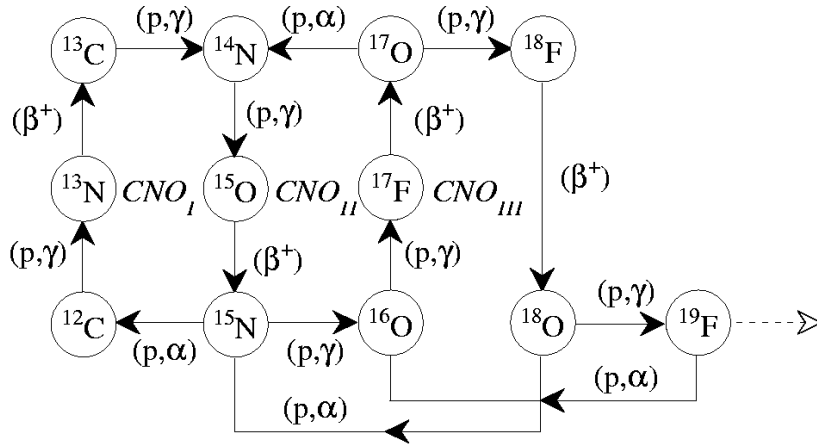 (p,γ) (p,α) (p,γ)
¹³C ¹⁴N ¹⁷O ¹⁸F
(β⁺) (p,γ) (β⁺)
¹³N CNO_I ¹⁵O CNO_II ¹⁷F CNO_III (β⁺)
(p,γ) (β⁺) (p,γ)
(p,γ)
¹²C ¹⁵N ¹⁶O ¹⁸O ¹⁹F
(p,α) (p,γ) (p,α)
(p,α)